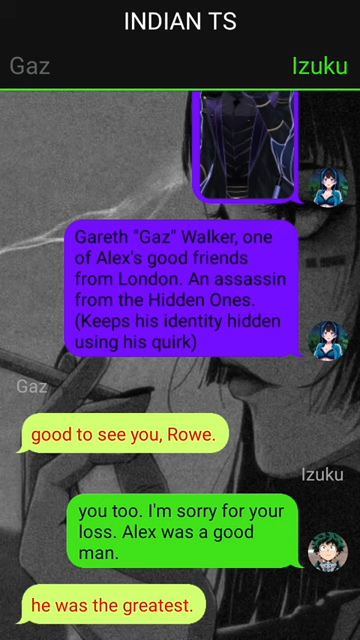 INDIAN TS
Gaz
Izuku
Gareth "Gaz" Walker, one
of Alex's good friends
from London. An assassin
from the Hidden Ones.
(Keeps his identity hidden
using his quirk)
Gaz
good to see you, Rowe.
Izuku
you too. I'm sorry for your
loss. Alex was a good
man.
he was the greatest.